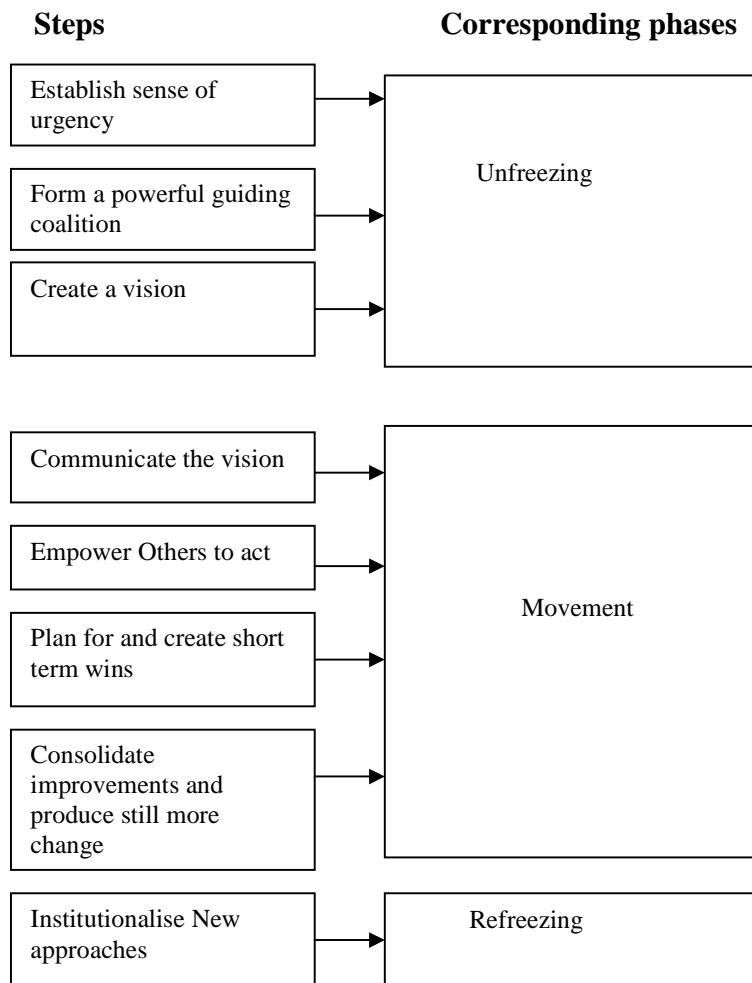 Steps
Corresponding phases
Establish sense of
urgency
Unfreezing
Form a powerful guiding
coalition
Create a vision
Communicate the vision
Empower Others to act
Movement
Plan for and create short
term wins
Consolidate
improvements and
produce still more
change
Institutionalise New
approaches
Refreezing